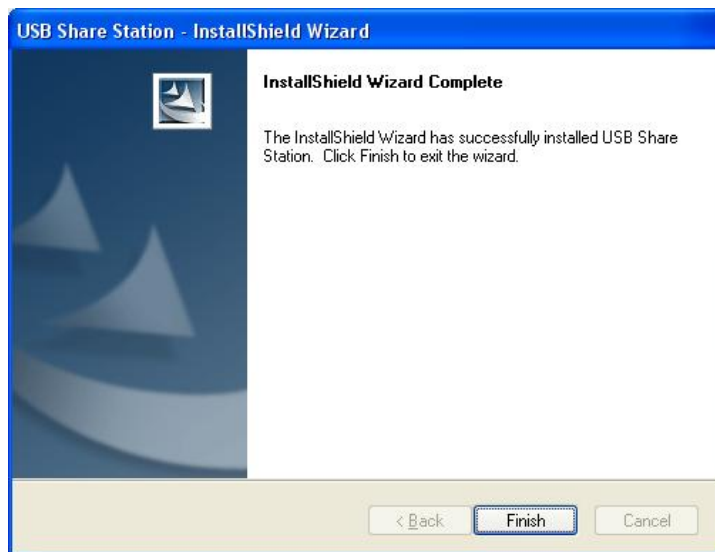 USB Share Station - InstallShield Wizard
InstallShield Wizard Complete
The InstallShield Wizard has successfully installed USB Share
Station. Click Finish to exit the wizard.
< Back Finish Cancel